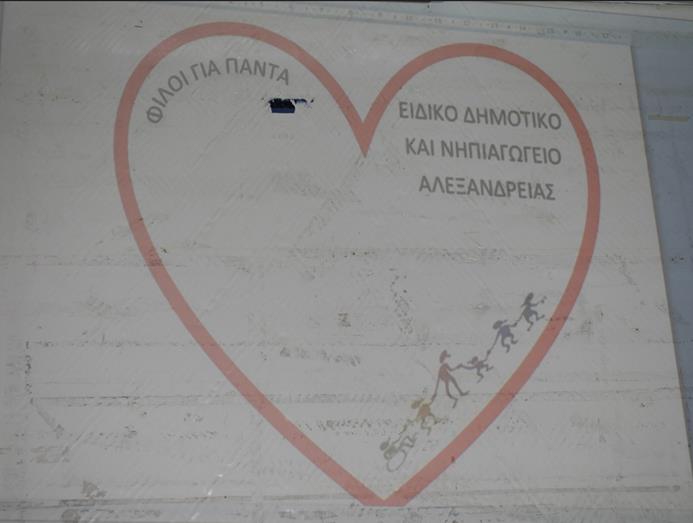 ΦΙΛΟΙ ΓΙΑ ΠΑΝΤΑ
ΕΙΔΙΚΟ ΔΗΜΟΤΙΚΟ
ΚΑΙ ΝΗΠΙΑΓΩΓΕΙΟ
ΑΛΕΞΑΝΔΡΕΙΑΣ